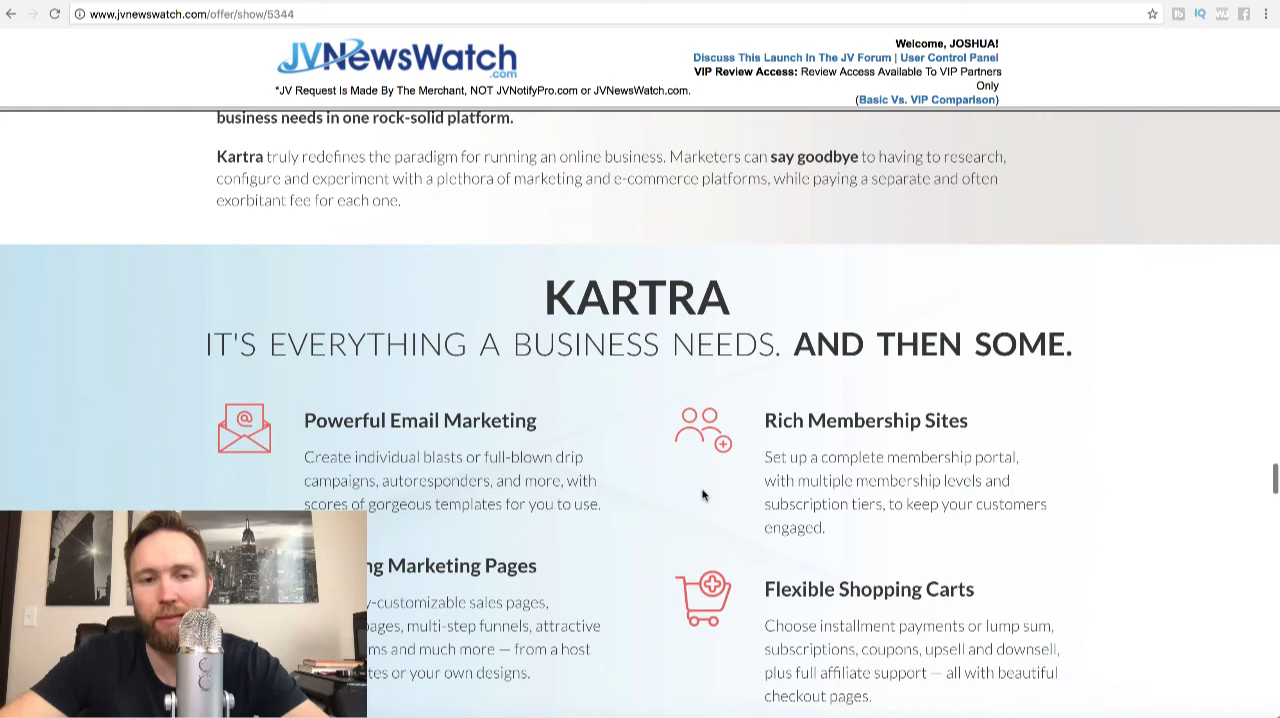 www.jvnewswatch.com/offer/show/5344
JVNewsWatch
.com
*JV Request Is Made By The Merchant, NOT JVNotifyPro.com or JVNewsWatch.com.
Welcome, JOSHUA!
Discuss This Launch In The JV Forum | User Control Panel
VIP Review Access: Review Access Available To VIP Partners
Only
(Basic Vs. VIP Comparison)
business needs in one rock-solid platform.
Kartra truly redefines the paradigm for running an online business. Marketers can say goodbye to having to research,
configure and experiment with a plethora of marketing and e-commerce platforms, while paying a separate and often
exorbitant fee for each one.
KARTRA
IT'S EVERYTHING A BUSINESS NEEDS. AND THEN SOME.
Powerful Email Marketing
Create individual blasts or full-blown drip
campaigns, autoresponders, and more, with
scores of gorgeous templates for you to use.
Rich Membership Sites
Set up a complete membership portal,
with multiple membership levels and
subscription tiers, to keep your customers
engaged.
ng Marketing Pages
y-customizable sales pages,
ages, multi-step funnels, attractive
ms and much more — from a host
tes or your own designs.
Flexible Shopping Carts
Choose installment payments or lump sum,
subscriptions, coupons, upsell and downsell,
plus full affiliate support — all with beautiful
checkout pages.